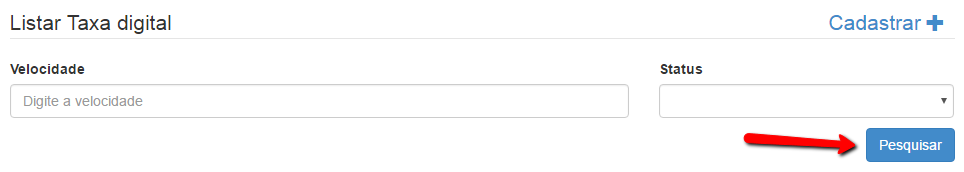 Listar Taxa digital Cadastrar
Velocidade Status
Digite a velocidade
Pesquisar